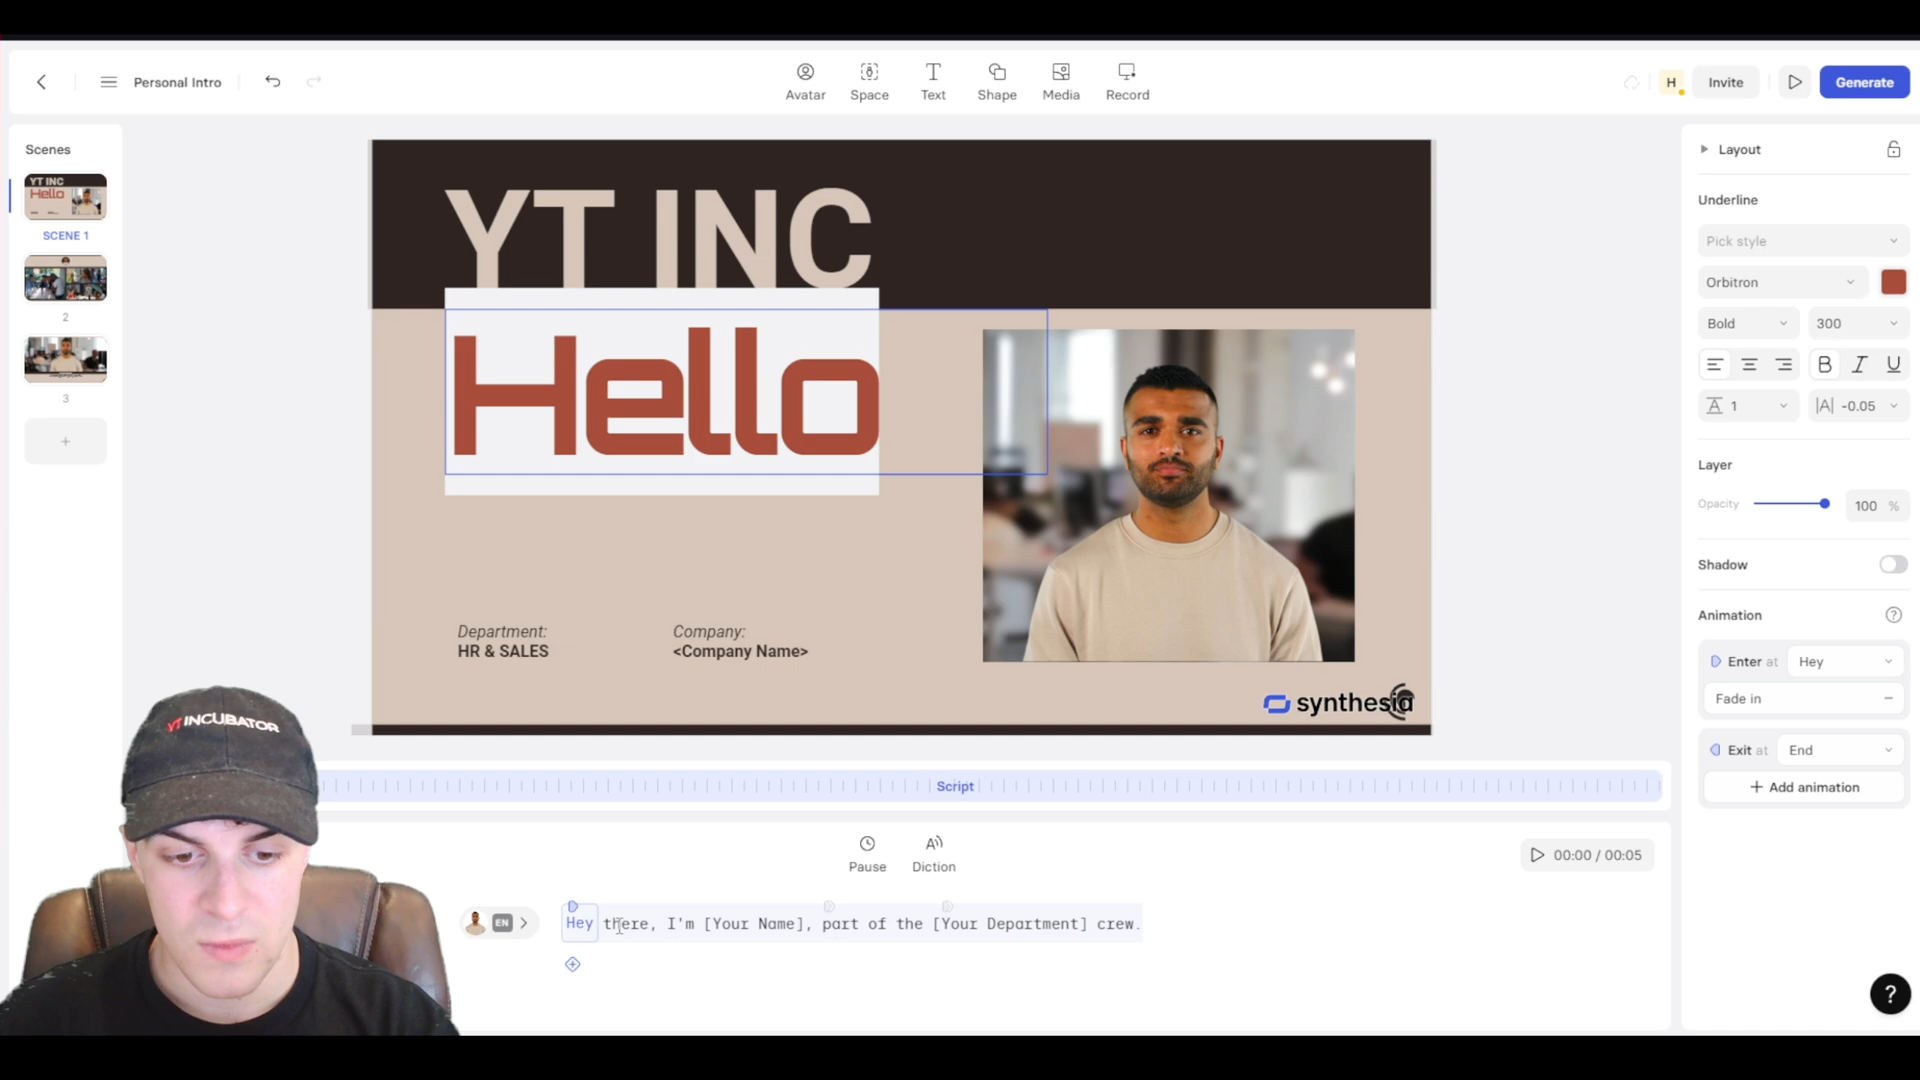 Personal Intro
Avatar
Space
Text
Shape
Media
Record
H
Invite
Generate
Scenes
YT INC
Hello
SCENE 1
2
3
+
YT INC
Hello
Department:
HR & SALES
Company:
<Company Name>
synthesia
Layout
Underline
Pick style
Orbitron
Bold
300
B I U
A 1
|A| -0.05
Layer
Opacity
100 %
Shadow
Animation
?
Enter at
Hey
Fade in
Exit at
End
+ Add animation
Script
Pause
Diction
00:00 / 00:05
EN
Hey there, I'm [Your Name], part of the [Your Department] crew.
?
YT INCUBATOR